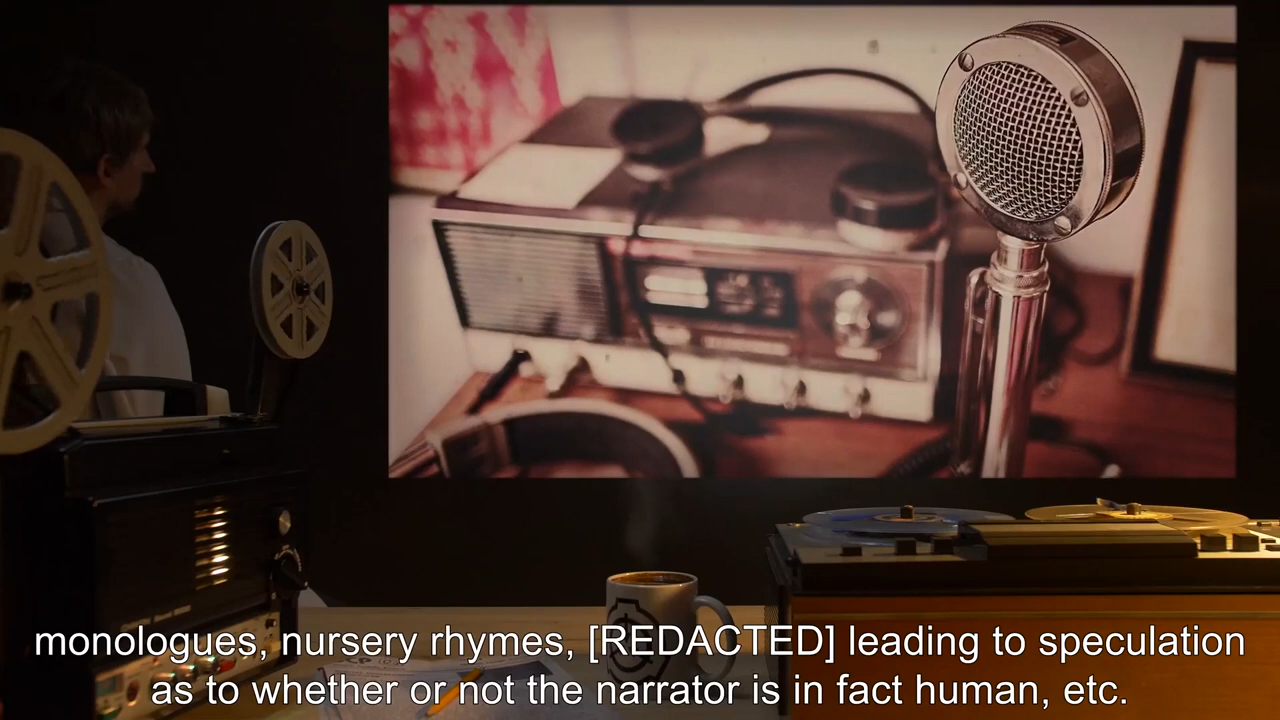 monologues, nursery rhymes, [REDACTED] leading to speculation
as to whether or not the narrator is in fact human, etc.